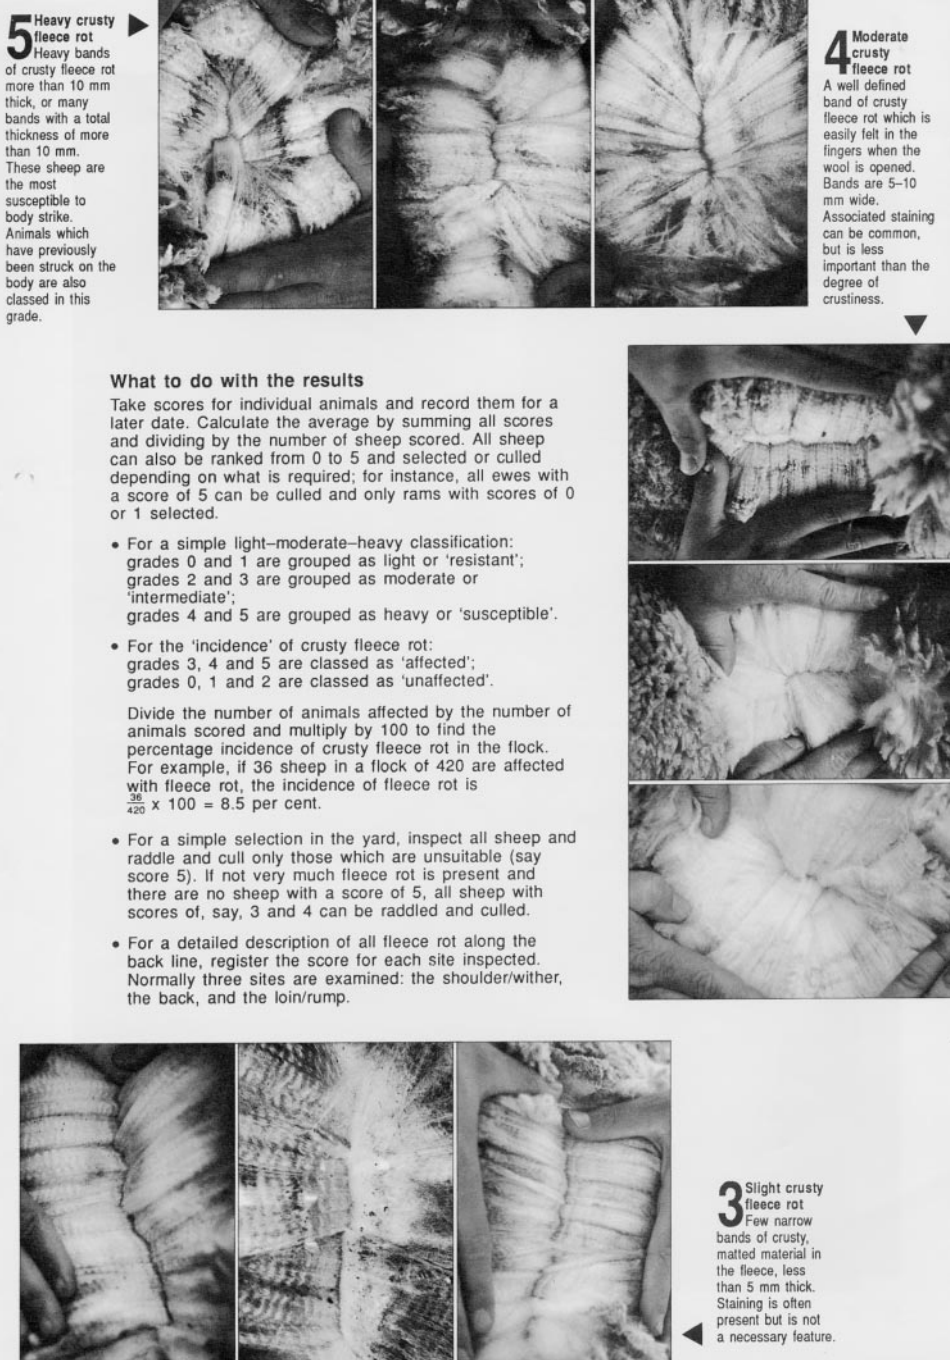 5 Heavy crusty
fleece rot
Heavy bands
of crusty fleece rot
more than 10 mm
thick, or many
bands with a total
thickness of more
than 10 mm.
These sheep are
the most
susceptible to
body strike.
Animals which
have previously
been struck on the
body are also
classed in this
grade.
4 Moderate
crusty
fleece rot
A well defined
band of crusty
fleece rot which is
easily felt in the
fingers when the
wool is opened.
Bands are 5–10
mm wide.
Associated staining
can be common,
but is less
important than the
degree of
crustiness.
What to do with the results
Take scores for individual animals and record them for a
later date. Calculate the average by summing all scores
and dividing by the number of sheep scored. All sheep
can also be ranked from 0 to 5 and selected or culled
depending on what is required; for instance, all ewes with
a score of 5 can be culled and only rams with scores of 0
or 1 selected.
• For a simple light–moderate–heavy classification:
grades 0 and 1 are grouped as light or ‘resistant’;
grades 2 and 3 are grouped as moderate or
‘intermediate’;
grades 4 and 5 are grouped as heavy or ‘susceptible’.
• For the ‘incidence’ of crusty fleece rot:
grades 3, 4 and 5 are classed as ‘affected’;
grades 0, 1 and 2 are classed as ‘unaffected’.
Divide the number of animals affected by the number of
animals scored and multiply by 100 to find the
percentage incidence of crusty fleece rot in the flock.
For example, if 36 sheep in a flock of 420 are affected
with fleece rot, the incidence of fleece rot is
36/420 x 100 = 8.5 per cent.
• For a simple selection in the yard, inspect all sheep and
raddle and cull only those which are unsuitable (say
score 5). If not very much fleece rot is present and
there are no sheep with a score of 5, all sheep with
scores of, say, 3 and 4 can be raddled and culled.
• For a detailed description of all fleece rot along the
back line, register the score for each site inspected.
Normally three sites are examined: the shoulder/wither,
the back, and the loin/rump.
3 Slight crusty
fleece rot
Few narrow
bands of crusty,
matted material in
the fleece, less
than 5 mm thick.
Staining is often
present but is not
a necessary feature.